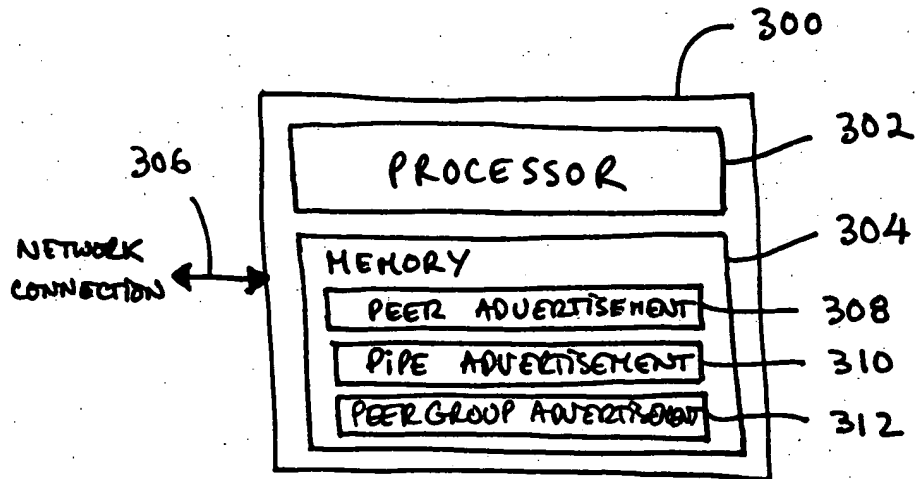 300
302
PROCESSOR
306
304
NETWORK
CONNECTION
MEMORY
PEER ADVERTISEMENT
308
PIPE ADVERTISEMENT
310
PEERGROUP ADVERTISEMENT
312